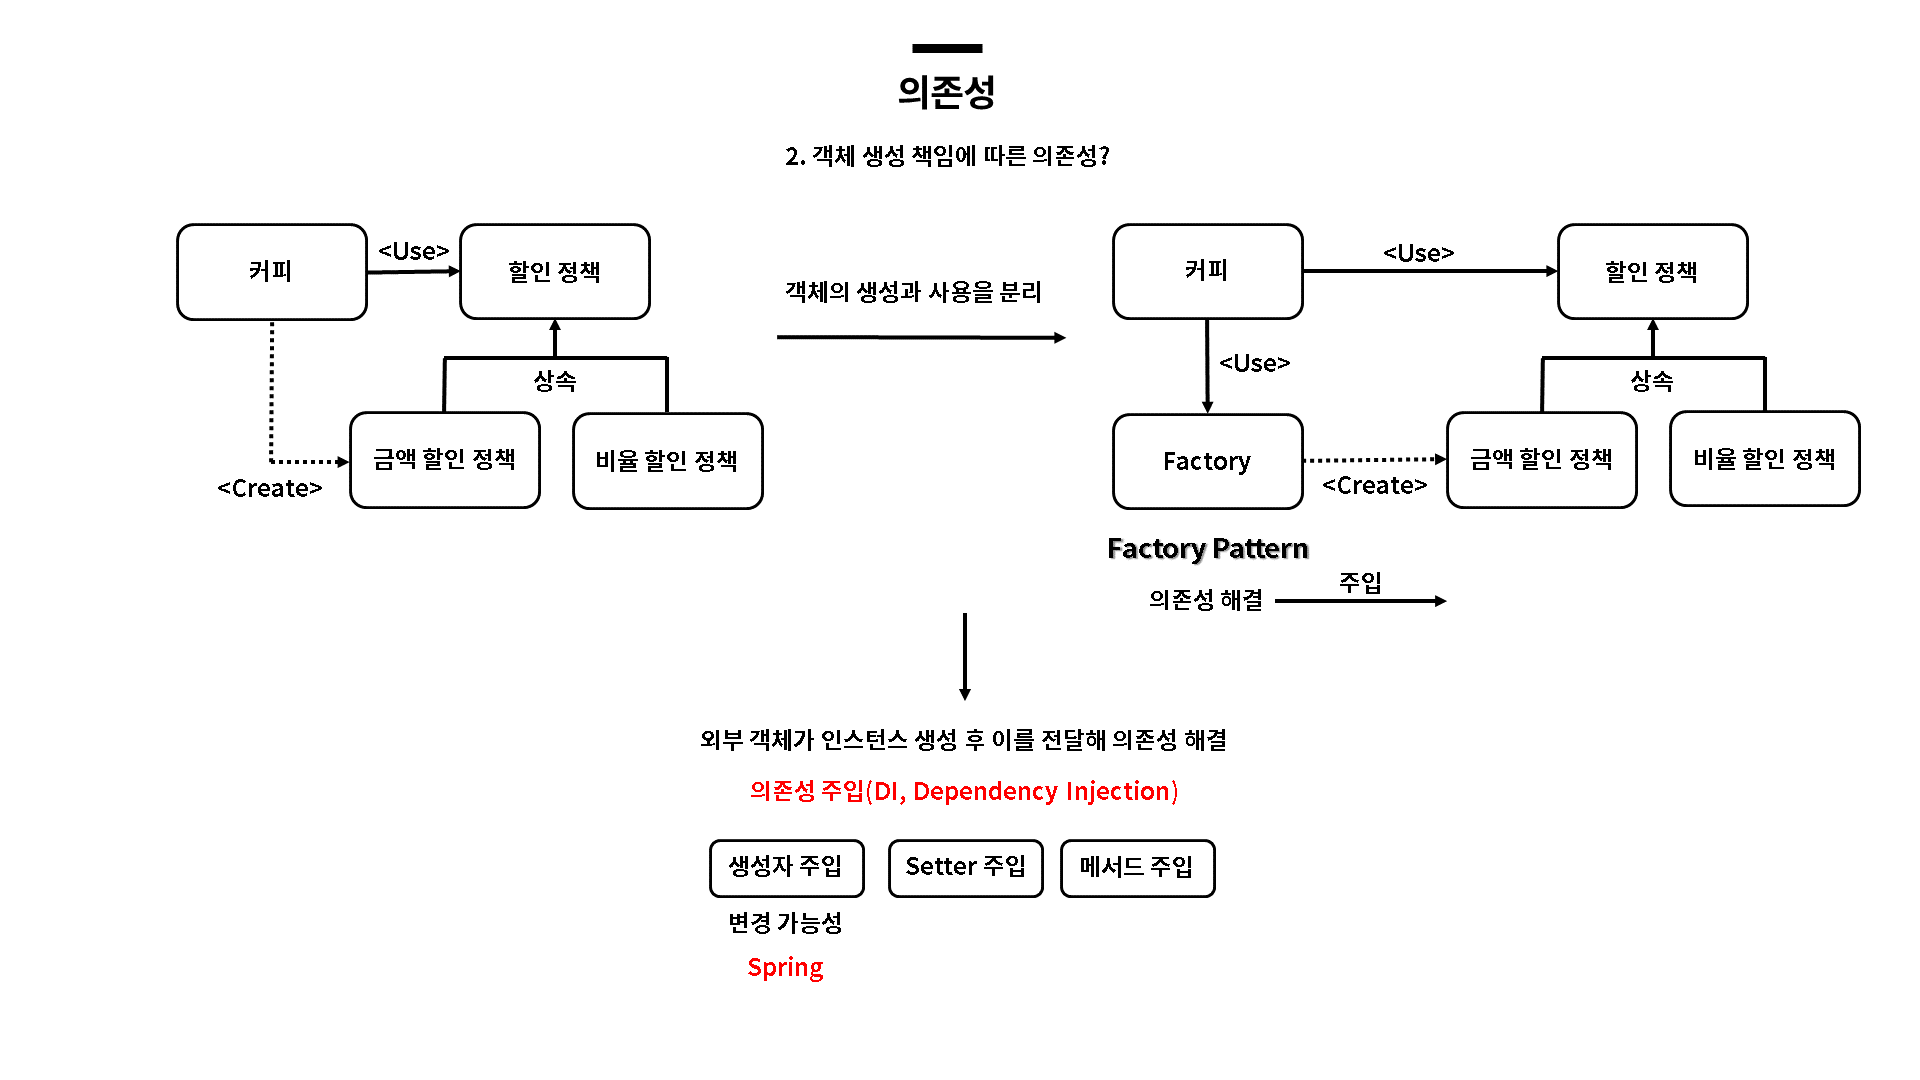 의존성
2. 객체 생성 책임에 따른 의존성?
커피
<Use>
할인 정책
상속
금액 할인 정책
비율 할인 정책
<Create>
객체의 생성과 사용을 분리
커피
<Use>
할인 정책
<Use>
상속
Factory
<Create>
금액 할인 정책
비율 할인 정책
Factory Pattern
의존성 해결
주입
외부 객체가 인스턴스 생성 후 이를 전달해 의존성 해결
의존성 주입(DI, Dependency Injection)
생성자 주입
Setter 주입
메서드 주입
변경 가능성
Spring